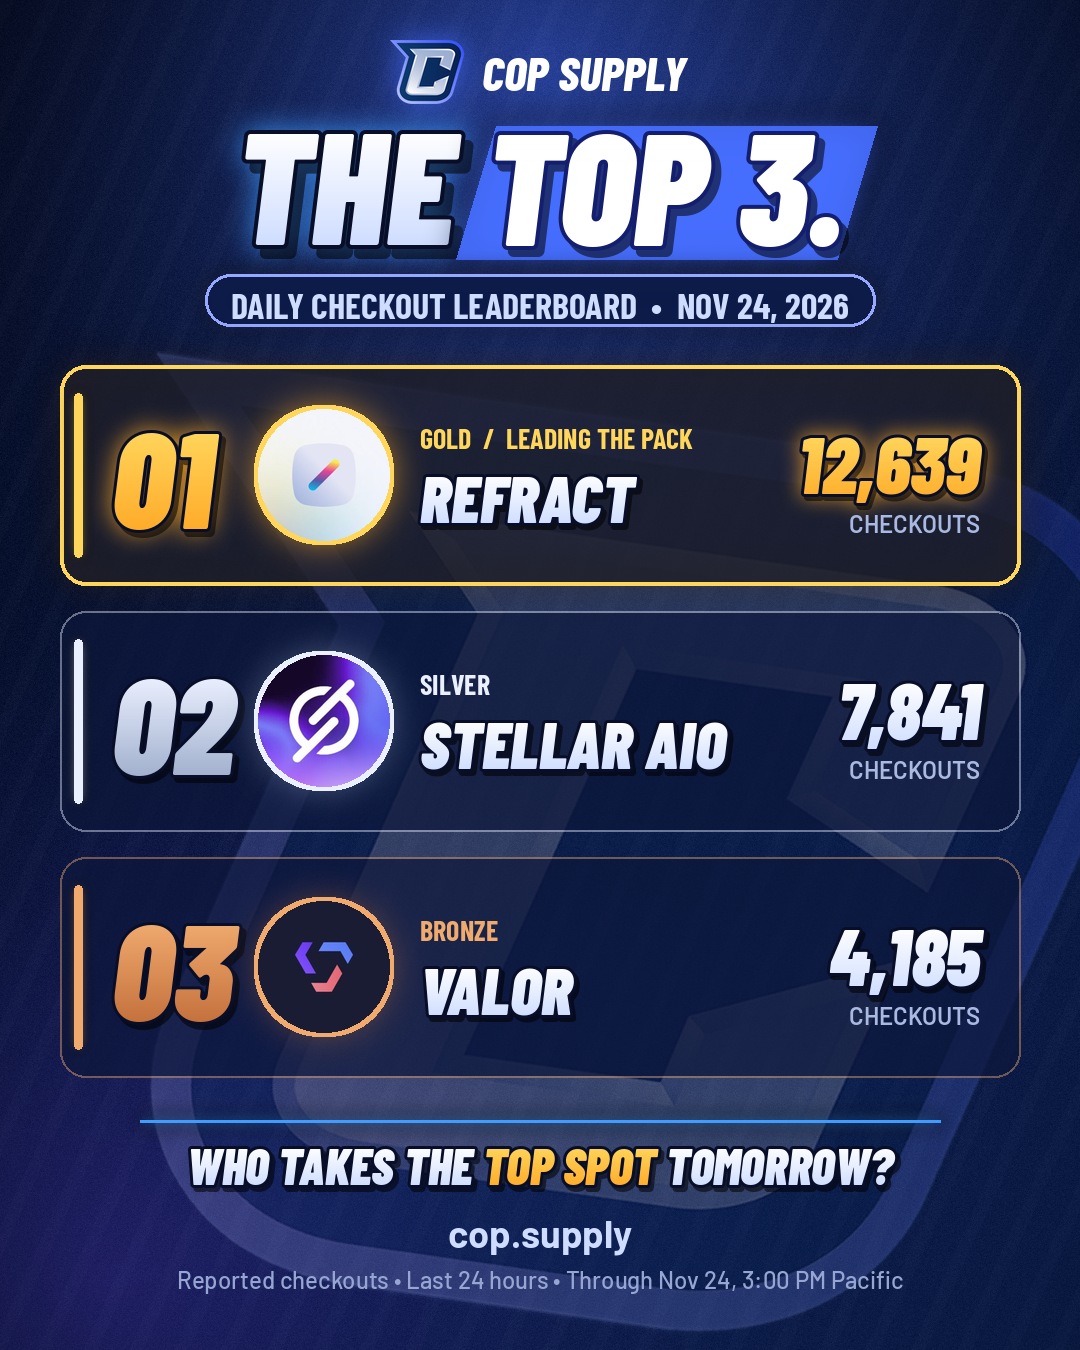 COP SUPPLY
THE TOP 3.
DAILY CHECKOUT LEADERBOARD • NOV 24, 2026
01
GOLD / LEADING THE PACK
REFRACT
12,639
CHECKOUTS
02
SILVER
STELLAR AIO
7,841
CHECKOUTS
03
BRONZE
VALOR
4,185
CHECKOUTS
WHO TAKES THE TOP SPOT TOMORROW?
cop.supply
Reported checkouts • Last 24 hours • Through Nov 24, 3:00 PM Pacific